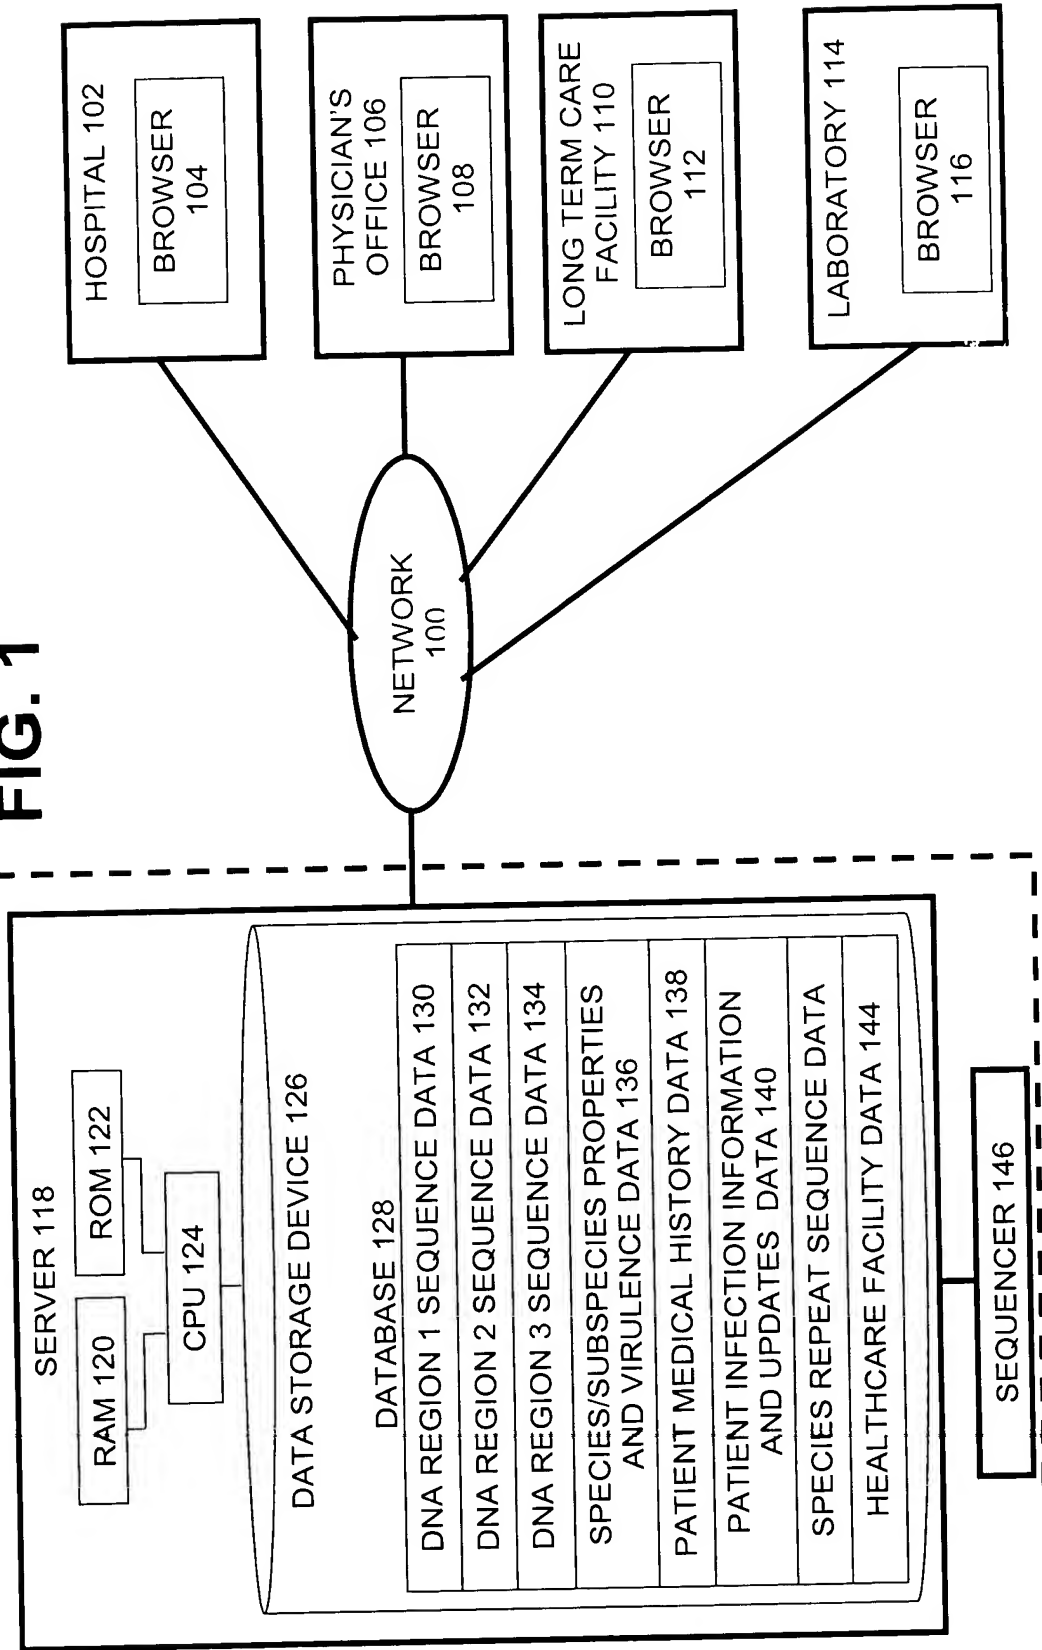 FIG. 1
SERVER 118
RAM 120
ROM 122
CPU 124
DATA STORAGE DEVICE 126
DATABASE 128
DNA REGION 1 SEQUENCE DATA 130
DNA REGION 2 SEQUENCE DATA 132
DNA REGION 3 SEQUENCE DATA 134
SPECIES/SUBSPECIES PROPERTIES
AND VIRULENCE DATA 136
PATIENT MEDICAL HISTORY DATA 138
PATIENT INFECTION INFORMATION
AND UPDATES DATA 140
SPECIES REPEAT SEQUENCE DATA
HEALTHCARE FACILITY DATA 144
SEQUENCER 146
NETWORK
100
HOSPITAL 102
BROWSER
104
PHYSICIAN'S
OFFICE 106
BROWSER
108
LONG TERM CARE
FACILITY 110
BROWSER
112
LABORATORY 114
BROWSER
116